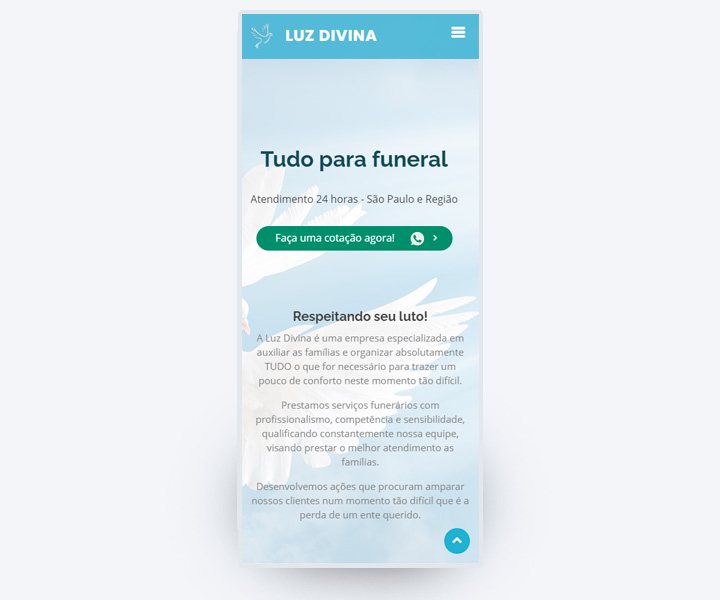 LUZ DIVINA
Tudo para funeral
Atendimento 24 horas - São Paulo e Região
Faça uma cotação agora!
Respeitando seu luto!
A Luz Divina é uma empresa especializada em
auxiliar as famílias e organizar absolutamente
TUDO o que for necessário para trazer um
pouco de conforto neste momento tão difícil.
Prestamos serviços funerários com
profissionalismo, competência e sensibilidade,
qualificando constantemente nossa equipe,
visando prestar o melhor atendimento as
famílias.
Desenvolvemos ações que procuram amparar
nossos clientes num momento tão difícil que é a
perda de um ente querido.